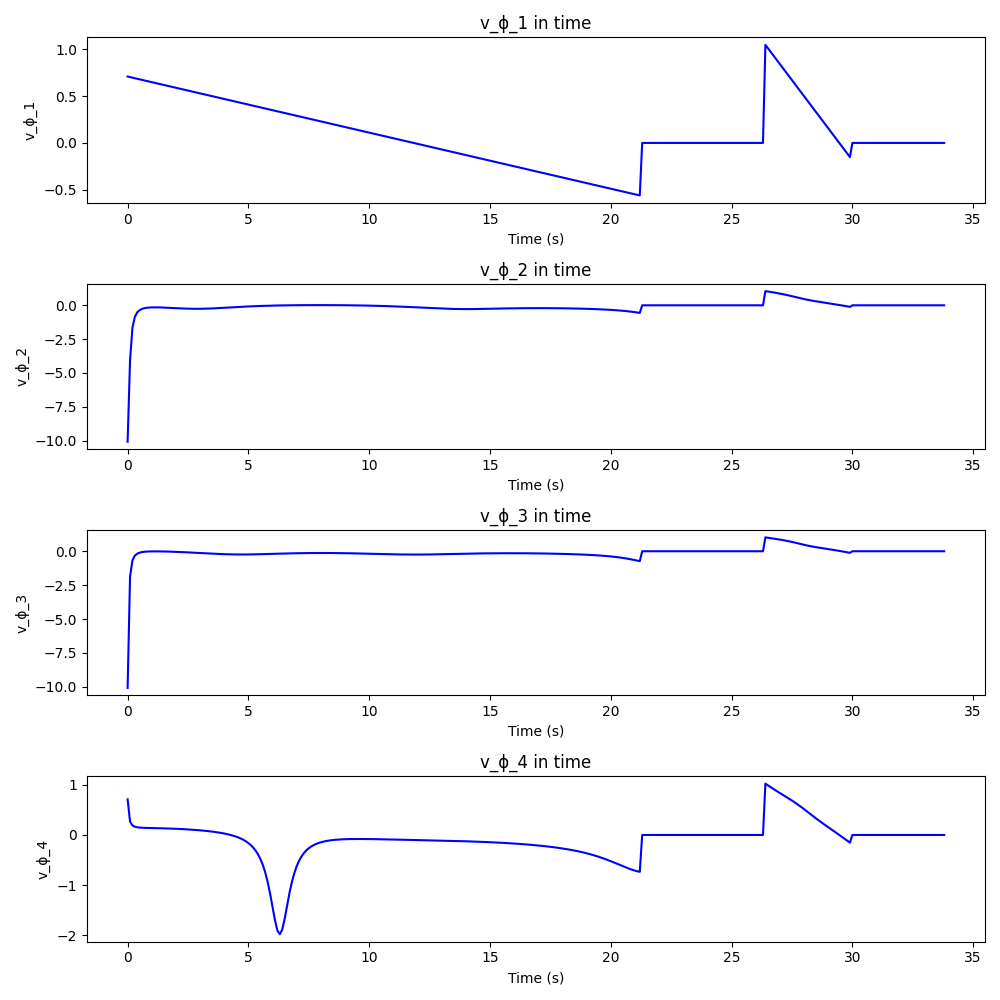 v_ϕ_1 in time
1.0
0.5
0.0
−0.5
v_ϕ_1
0 5 10 15 20 25 30 35
Time (s)
v_ϕ_2 in time
0.0
−2.5
−5.0
−7.5
−10.0
v_ϕ_2
0 5 10 15 20 25 30 35
Time (s)
v_ϕ_3 in time
0.0
−2.5
−5.0
−7.5
−10.0
v_ϕ_3
0 5 10 15 20 25 30 35
Time (s)
v_ϕ_4 in time
1
0
−1
−2
v_ϕ_4
0 5 10 15 20 25 30 35
Time (s)